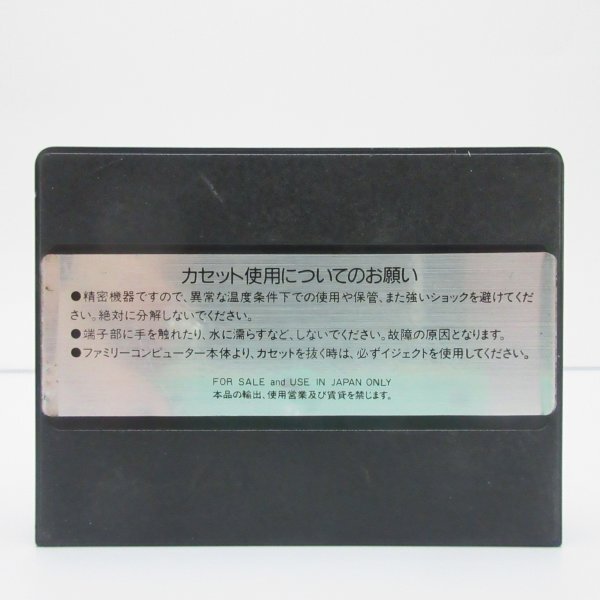 カセット使用についてのお願い
●精密機器ですので、異常な温度条件下での使用や保管、また強いショックを避けてくだ
さい。絶対に分解しないでください。
●端子部に手を触れたり、水に濡らすなど、しないでください。故障の原因となります。
●ファミリーコンピューター本体より、カセットを抜く時は、必ずイジェクトを使用してください。
FOR SALE and USE IN JAPAN ONLY
本品の輸出、使用営業及び賃貸を禁じます。